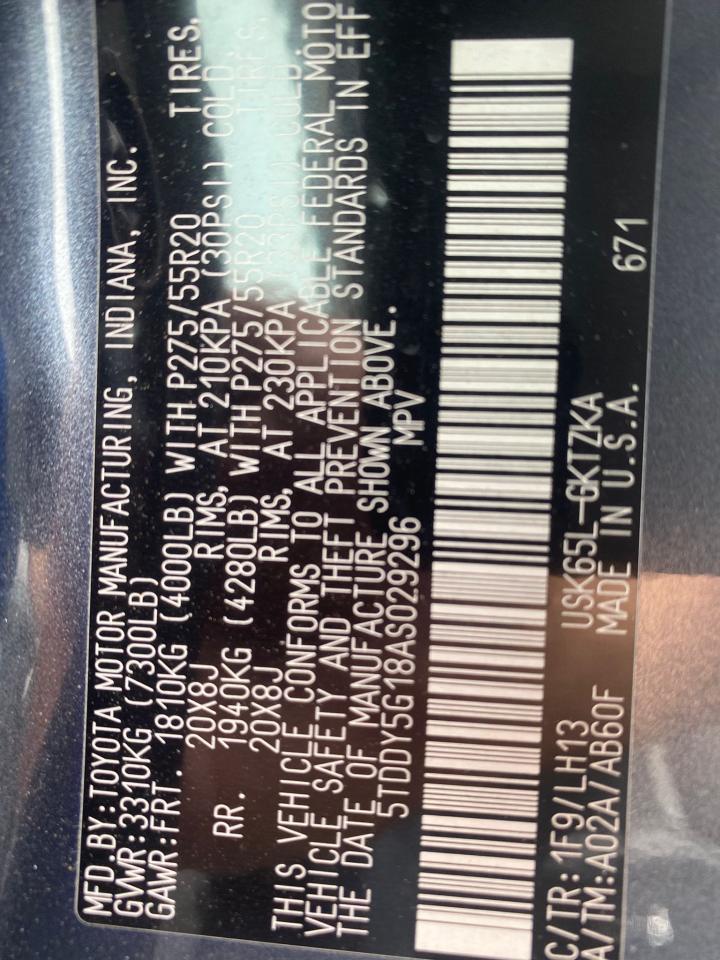 MFD.BY:TOYOTA MOTOR MANUFACTURING, INDIANA, INC.
GVWR:3310KG (7300LB)
GAWR:FRT. 1810KG (4000LB) WITH P275/55R20 TIRES,
20X8J RIMS, AT 210KPA (30PSI) COLD,
RR. 1940KG (4280LB) WITH P275/55R20 TIRES,
20X8J RIMS, AT 230KPA (33PSI) COLD
THIS VEHICLE CONFORMS TO ALL APPLICABLE FEDERAL MOTO
VEHICLE SAFETY AND THEFT PREVENTION STANDARDS IN EFF
THE DATE OF MANUFACTURE SHOWN ABOVE.
5TDDY5G18AS029296 MPV
C/TR:1F9/LH13 USK65L-GKTZKA
A/TM:A02A/AB60F MADE IN U.S.A. 671